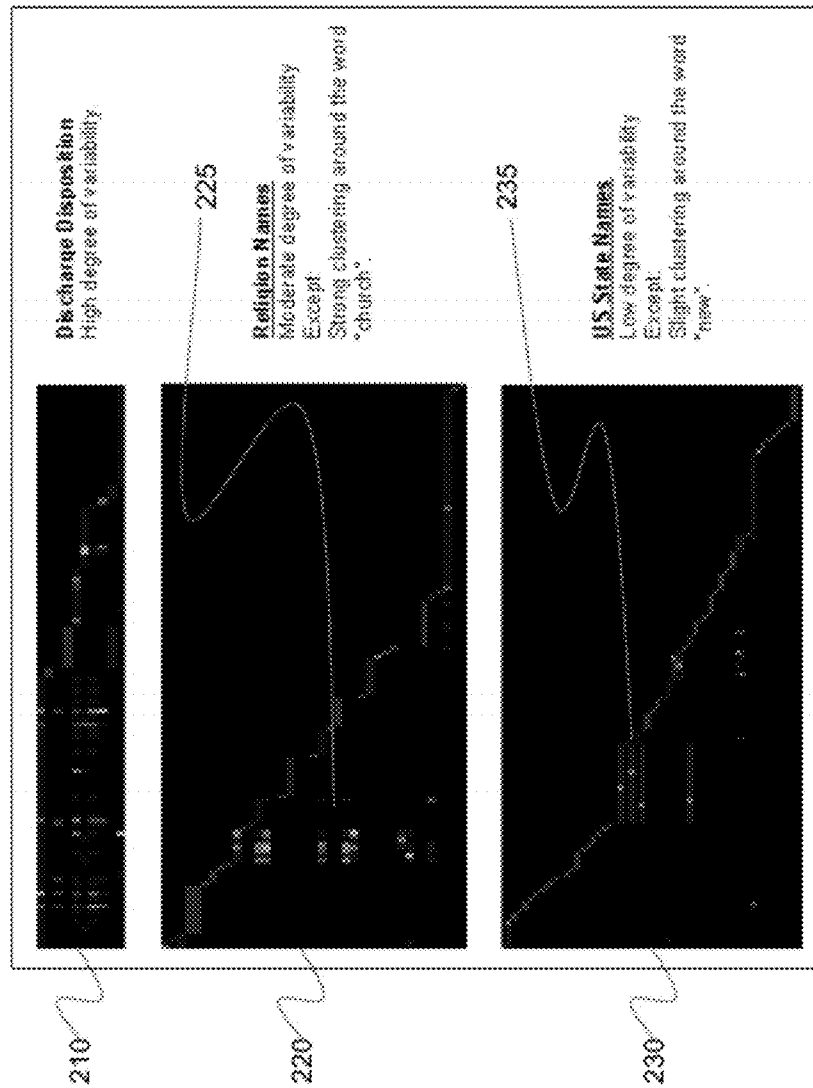 210
Discharge Disposition
High degree of variability.
220
225
Religion Names
Moderate degree of variability
Except:
Strong clustering around the word
"church".
230
235
US State Names
Low degree of variability
Except:
Slight clustering around the word
"new".